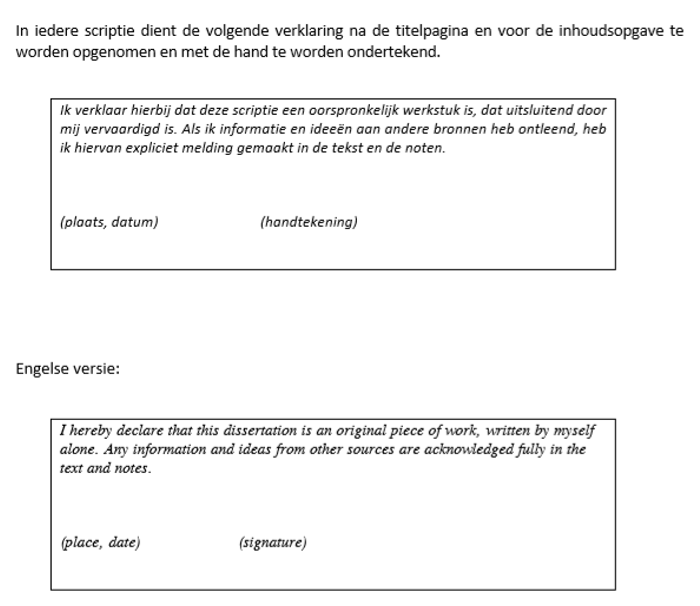 In iedere scriptie dient de volgende verklaring na de titelpagina en voor de inhoudsopgave te
worden opgenomen en met de hand te worden ondertekend.
Ik verklaar hierbij dat deze scriptie een oorspronkelijk werkstuk is, dat uitsluitend door
mij vervaardigd is. Als ik informatie en ideeën aan andere bronnen heb ontleend, heb
ik hiervan expliciet melding gemaakt in de tekst en de noten.
(plaats, datum) (handtekening)
Engelse versie:
I hereby declare that this dissertation is an original piece of work, written by myself
alone. Any information and ideas from other sources are acknowledged fully in the
text and notes.
(place, date) (signature)